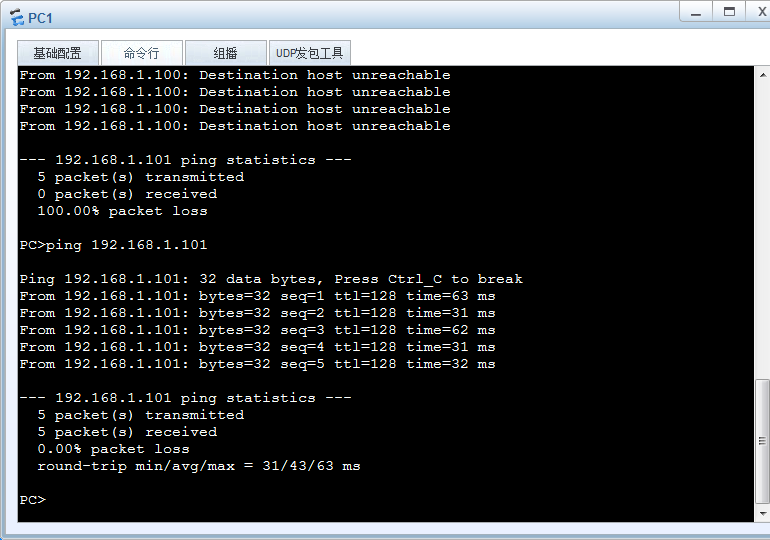 PC1
基础配置 命令行 组播 UDP发包工具
From 192.168.1.100: Destination host unreachable
From 192.168.1.100: Destination host unreachable
From 192.168.1.100: Destination host unreachable
From 192.168.1.100: Destination host unreachable
--- 192.168.1.101 ping statistics ---
5 packet(s) transmitted
0 packet(s) received
100.00% packet loss
PC>ping 192.168.1.101
Ping 192.168.1.101: 32 data bytes, Press Ctrl_C to break
From 192.168.1.101: bytes=32 seq=1 ttl=128 time=63 ms
From 192.168.1.101: bytes=32 seq=2 ttl=128 time=31 ms
From 192.168.1.101: bytes=32 seq=3 ttl=128 time=62 ms
From 192.168.1.101: bytes=32 seq=4 ttl=128 time=31 ms
From 192.168.1.101: bytes=32 seq=5 ttl=128 time=32 ms
--- 192.168.1.101 ping statistics ---
5 packet(s) transmitted
5 packet(s) received
0.00% packet loss
round-trip min/avg/max = 31/43/63 ms
PC>